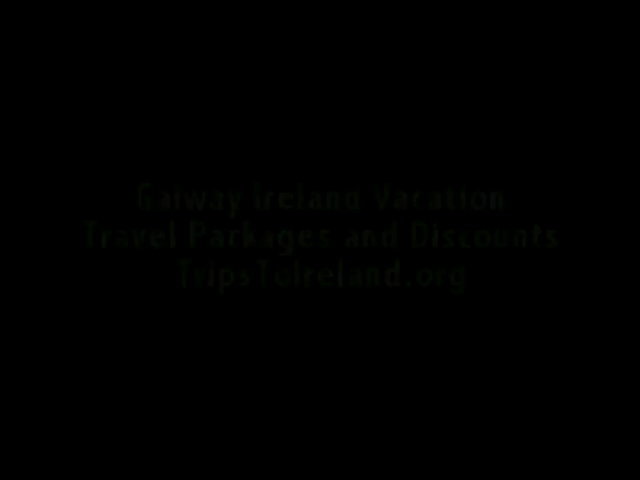 Galway Ireland Vacation
Travel Packages and Discounts
TripsToIreland.org